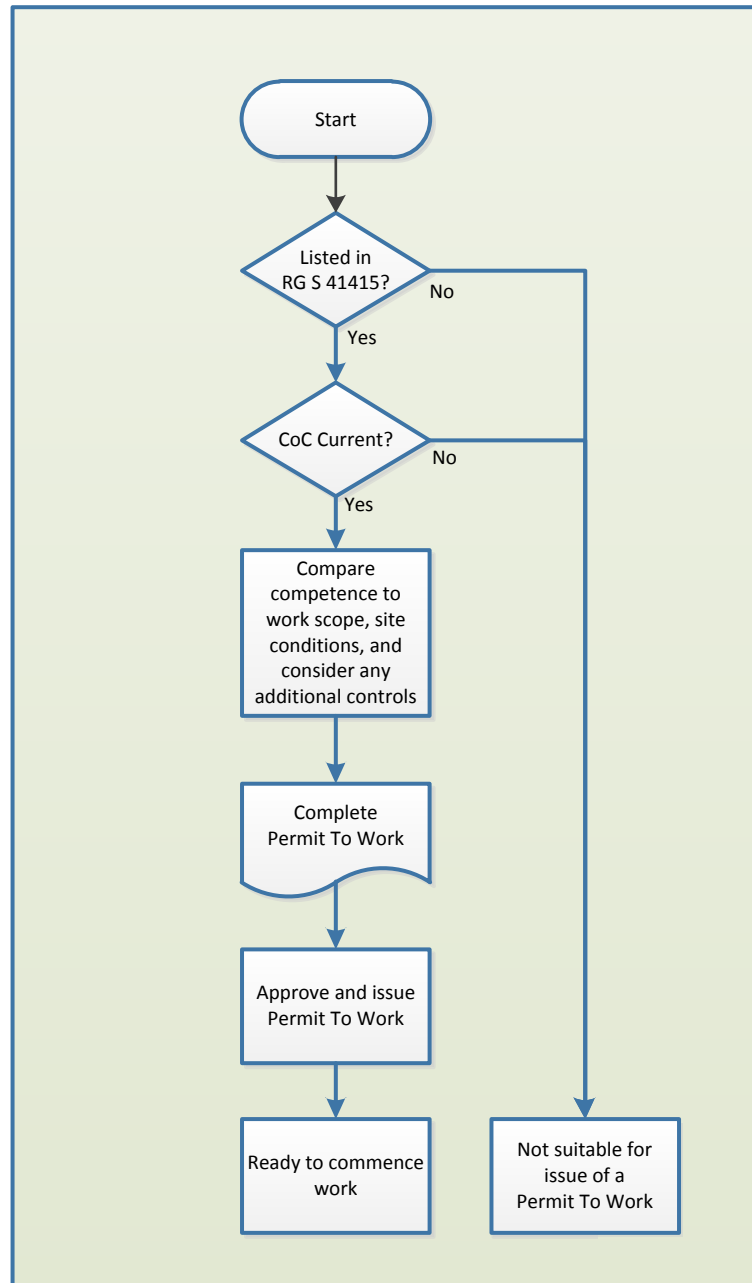 Start
Listed in
RG S 41415?
No
Yes
CoC Current?
No
Yes
Compare
competence to
work scope, site
conditions, and
consider any
additional controls
Complete
Permit To Work
Approve and issue
Permit To Work
Ready to commence
work
Not suitable for
issue of a
Permit To Work